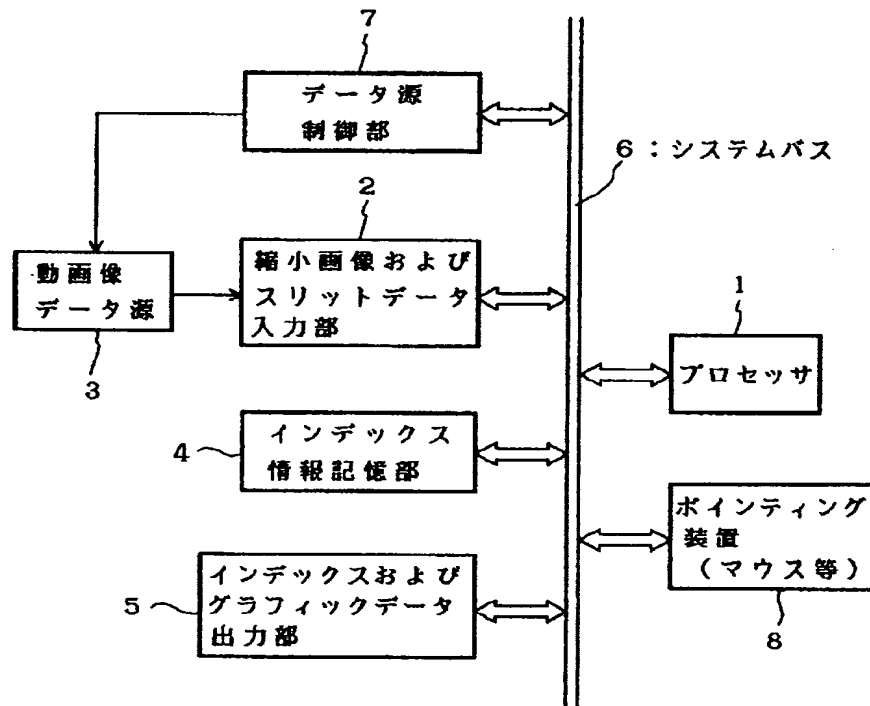 7
データ源
制御部
6：システムバス
2
縮小画像および
スリットデータ
入力部
動画像
データ源
3
1
プロセッサ
4
インデックス
情報記憶部
ポインティング
装置
（マウス等）
8
5
インデックスおよび
グラフィックデータ
出力部